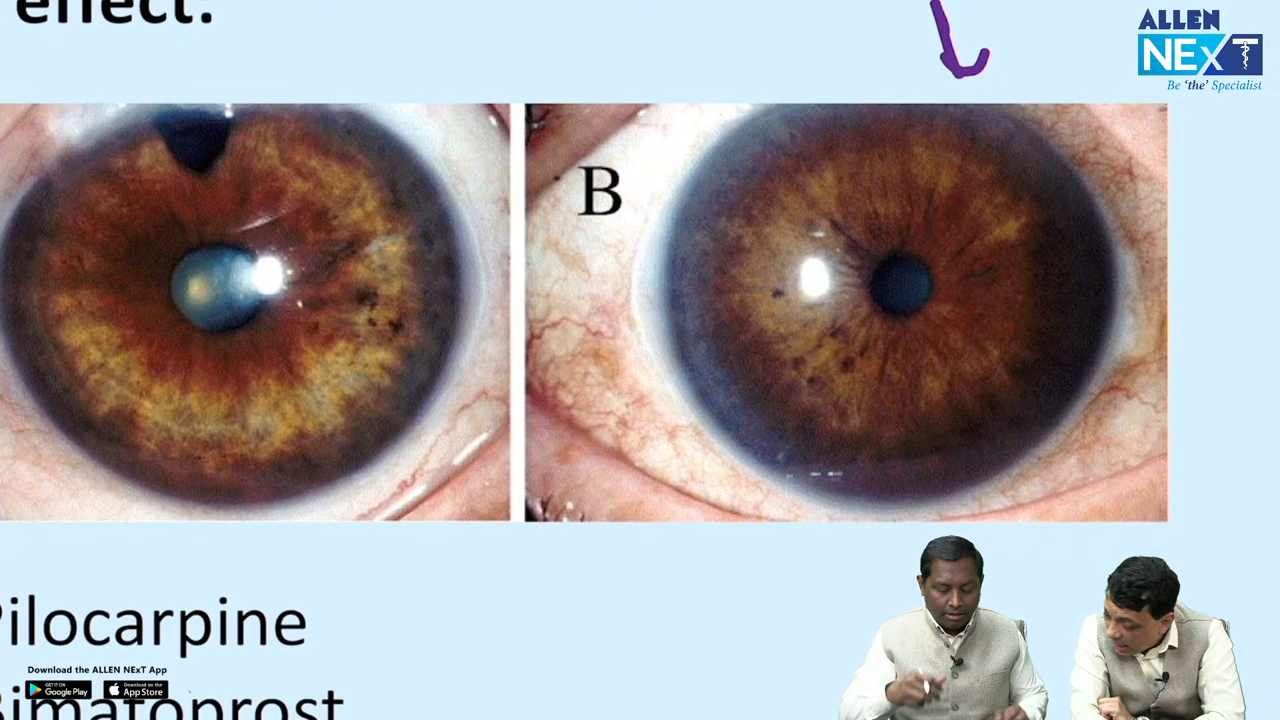 effect:
ALLEN
NExT
Be 'the' Specialist
B
Pilocarpine
Download the ALLEN NExT App
GET IT ON
Google Play
Download on the
App Store
Bimatoprost